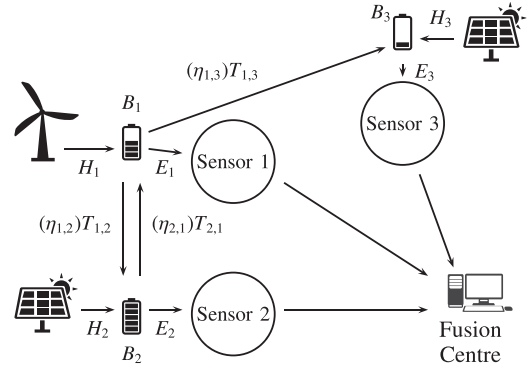 B₃
H₃
(η₁,₃)T₁,₃
E₃
B₁
Sensor 3
H₁
E₁
Sensor 1
(η₁,₂)T₁,₂
(η₂,₁)T₂,₁
H₂
E₂
Sensor 2
B₂
Fusion
Centre